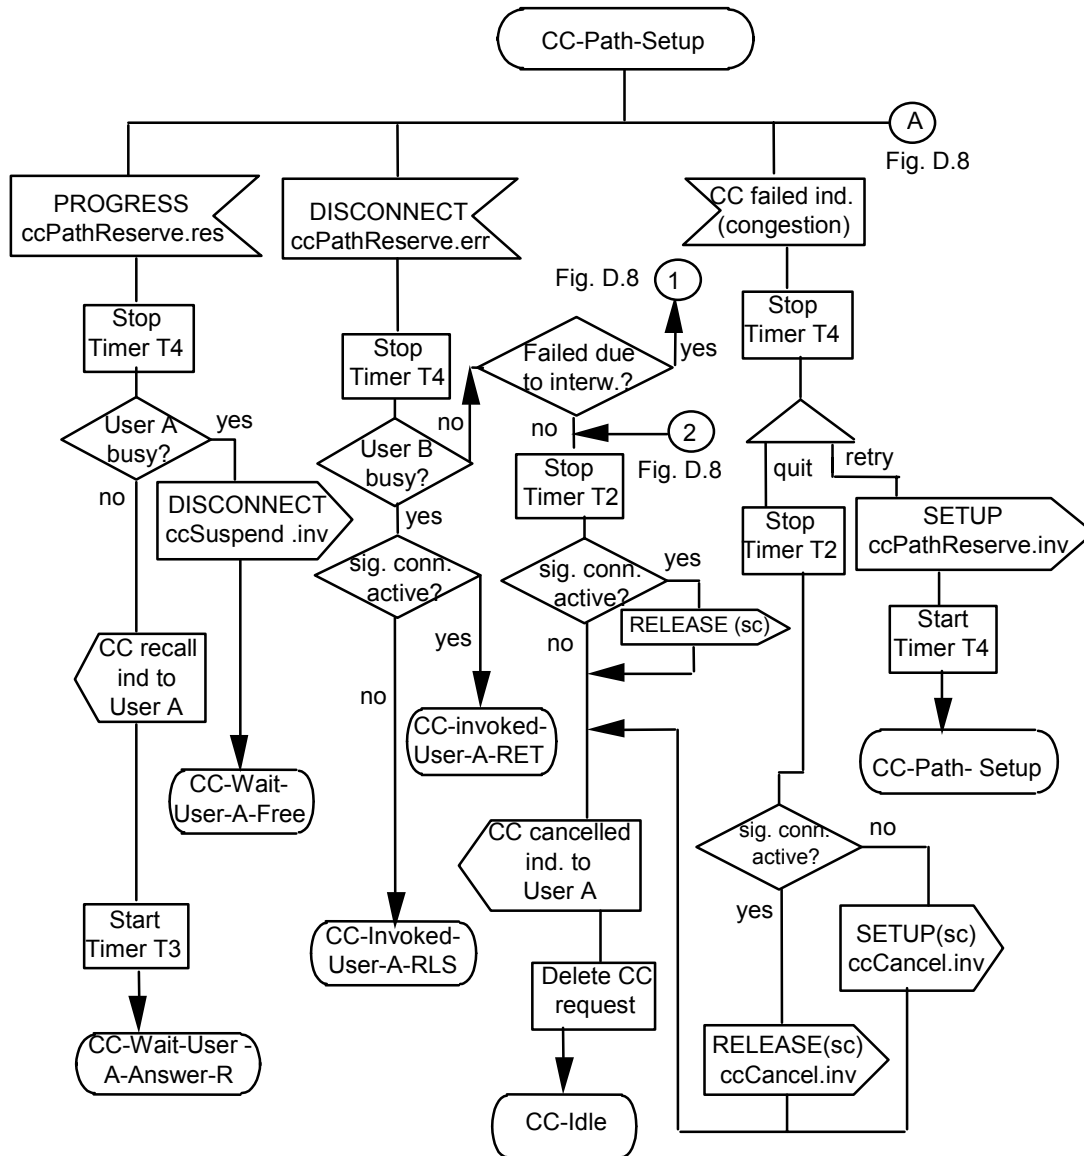 CC-Path-Setup
A
Fig. D.8
PROGRESS
ccPathReserve.res
DISCONNECT
ccPathReserve.err
CC failed ind.
(congestion)
Fig. D.8
1
Stop
Timer T4
Stop
Timer T4
Failed due
to interw.?
yes
Stop
Timer T4
User A
busy?
yes
no
User B
busy?
no
no
2
Fig. D.8
quit
retry
DISCONNECT
ccSuspend .inv
yes
Stop
Timer T2
Stop
Timer T2
SETUP
ccPathReserve.inv
sig. conn.
active?
sig. conn.
active?
yes
RELEASE (sc)
Start
Timer T4
CC recall
ind to
User A
yes
no
no
CC-invoked-
User-A-RET
CC-Path- Setup
CC-Wait-
User-A-Free
CC cancelled
ind. to
User A
sig. conn.
active?
no
yes
Start
Timer T3
CC-Invoked-
User-A-RLS
SETUP(sc)
ccCancel.inv
Delete CC
request
CC-Wait-User -
A-Answer-R
RELEASE(sc)
ccCancel.inv
CC-Idle